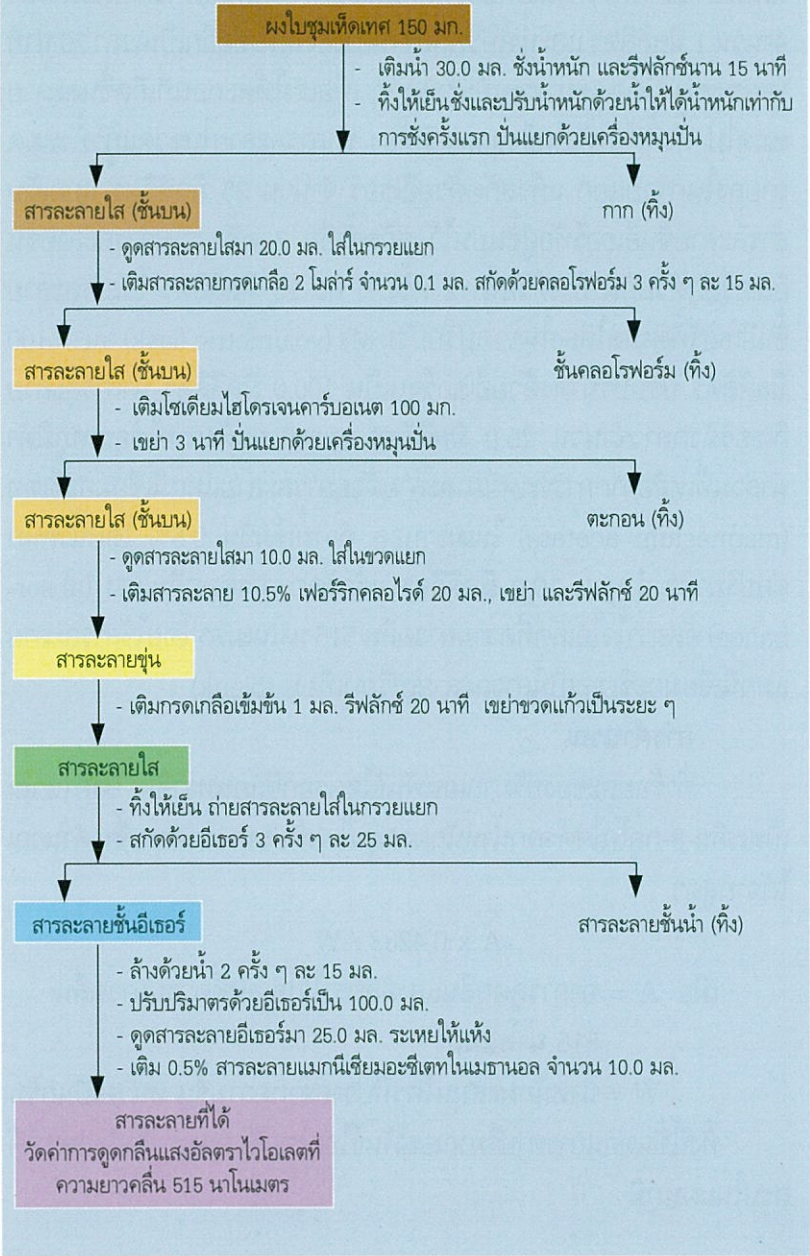 ผงใบชุมเห็ดเทศ 150 มก.
- เติมน้ำ 30.0 มล. ชั่งน้ำหนัก และรีฟลักซ์นาน 15 นาที
- ทิ้งให้เย็นชั่งและปรับน้ำหนักด้วยน้ำให้ได้น้ำหนักเท่ากับ
การชั่งครั้งแรก ปั่นแยกด้วยเครื่องหมุนปั่น
สารละลายใส (ชั้นบน)
กาก (ทิ้ง)
- ดูดสารละลายใสมา 20.0 มล. ใส่ในกรวยแยก
- เติมสารละลายกรดเกลือ 2 โมล่าร์ จำนวน 0.1 มล. สกัดด้วยคลอโรฟอร์ม 3 ครั้ง ๆ ละ 15 มล.
สารละลายใส (ชั้นบน)
ชั้นคลอโรฟอร์ม (ทิ้ง)
- เติมโซเดียมไฮโดรเจนคาร์บอเนต 100 มก.
- เขย่า 3 นาที ปั่นแยกด้วยเครื่องหมุนปั่น
สารละลายใส (ชั้นบน)
ตะกอน (ทิ้ง)
- ดูดสารละลายใสมา 10.0 มล. ใส่ในขวดแยก
- เติมสารละลาย 10.5% เฟอร์ริกคลอไรด์ 20 มล., เขย่า และรีฟลักซ์ 20 นาที
สารละลายขุ่น
- เติมกรดเกลือเข้มข้น 1 มล. รีฟลักซ์ 20 นาที เขย่าขวดแก้วเป็นระยะ ๆ
สารละลายใส
- ทิ้งให้เย็น ถ่ายสารละลายใสในกรวยแยก
- สกัดด้วยอีเธอร์ 3 ครั้ง ๆ ละ 25 มล.
สารละลายชั้นอีเธอร์
สารละลายชั้นน้ำ (ทิ้ง)
- ล้างด้วยน้ำ 2 ครั้ง ๆ ละ 15 มล.
- ปรับปริมาตรด้วยอีเธอร์เป็น 100.0 มล.
- ดูดสารละลายอีเธอร์มา 25.0 มล. ระเหยให้แห้ง
- เติม 0.5% สารละลายแมกนีเซียมอะซีเตทในเมธานอล จำนวน 10.0 มล.
สารละลายที่ได้
วัดค่าการดูดกลืนแสงอัลตราไวโอเลตที่
ความยาวคลื่น 515 นาโนเมตร